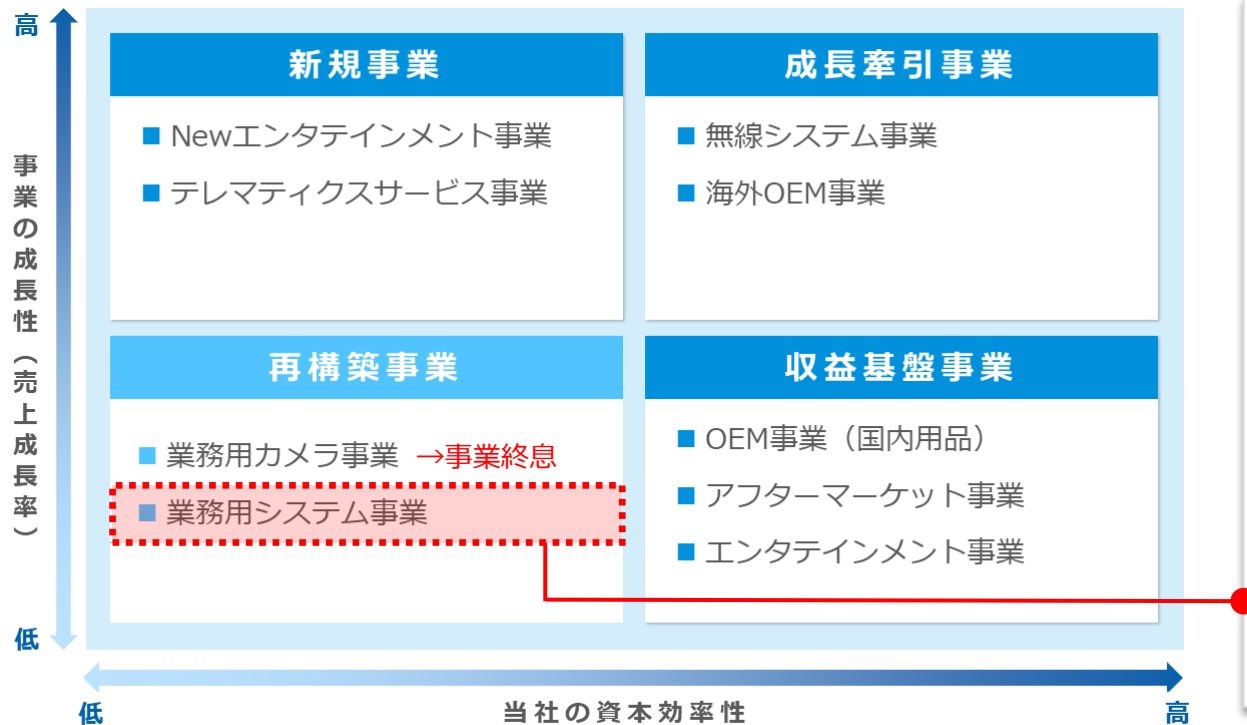 高
事業の成長性（売上成長率）
低
新規事業
■ Newエンタテインメント事業
■ テレマティクスサービス事業
成長牽引事業
■ 無線システム事業
■ 海外OEM事業
再構築事業
■ 業務用カメラ事業 →事業終息
■ 業務用システム事業
収益基盤事業
■ OEM事業（国内用品）
■ アフターマーケット事業
■ エンタテインメント事業
低
当社の資本効率性
高